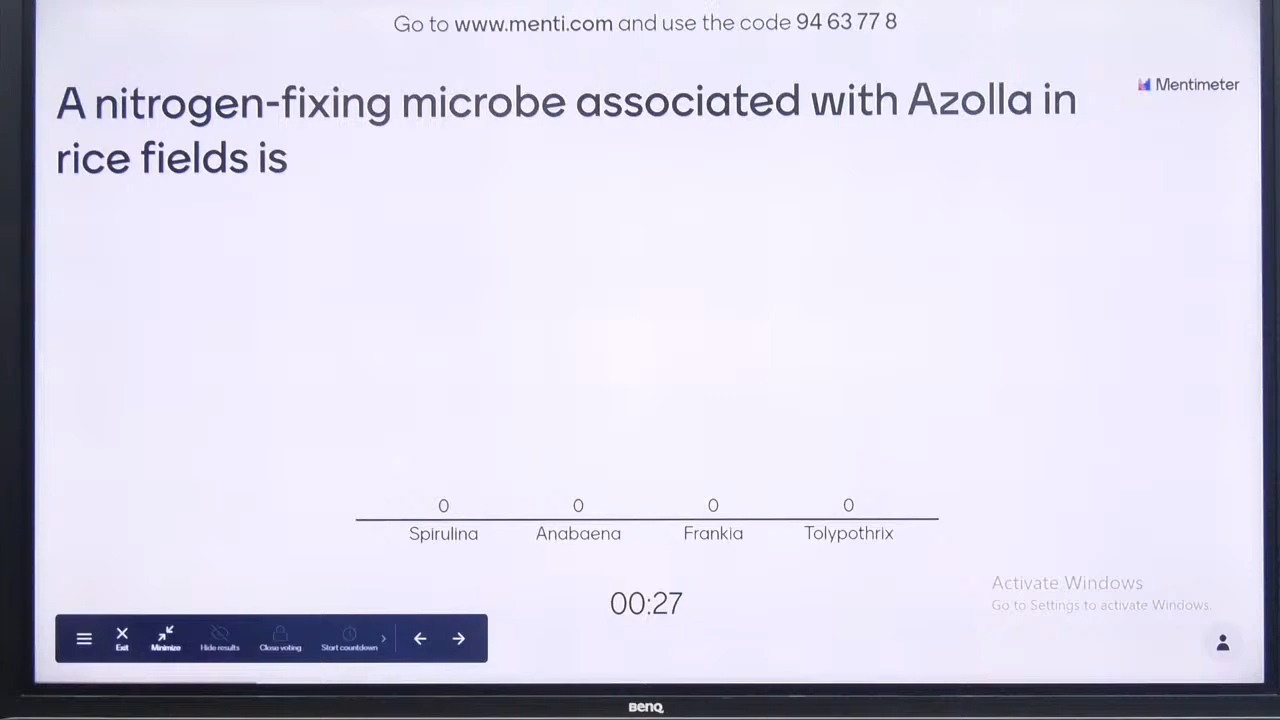 Go to www.menti.com and use the code 94 63 77 8
Mentimeter
A nitrogen-fixing microbe associated with Azolla in
rice fields is
0 0 0 0
Spirulina Anabaena Frankia Tolypothrix
00:27
Activate Windows
Go to Settings to activate Windows.
Exit Minimize Hide results Close voting Start countdown
BenQ